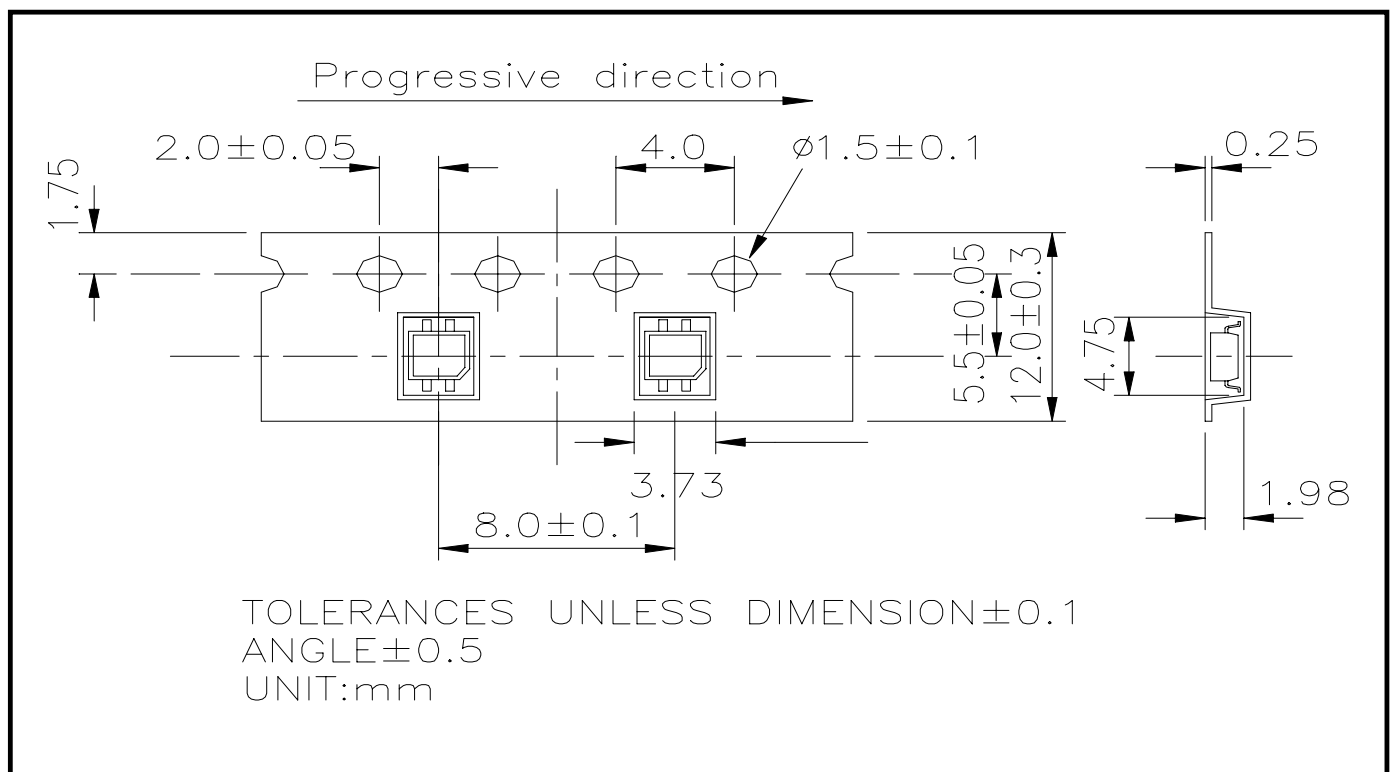 Progressive direction
2.0±0.05
4.0
ø1.5±0.1
0.25
1.75
5.5±0.05
12.0±0.3
4.75
3.73
1.98
8.0±0.1
TOLERANCES UNLESS DIMENSION±0.1
ANGLE±0.5
UNIT:mm